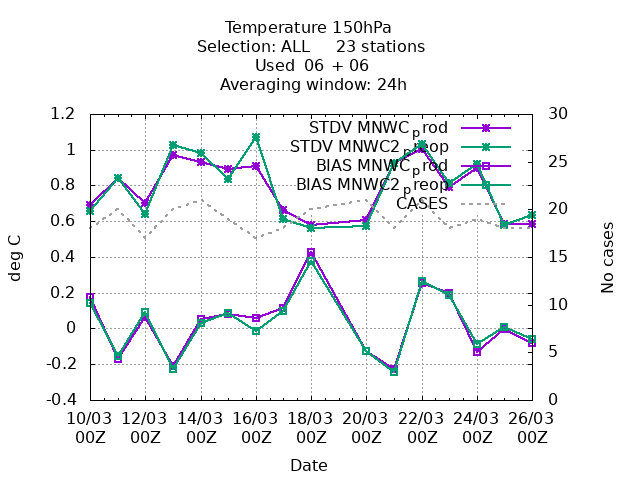 Temperature 150hPa
Selection: ALL 23 stations
Used 06 + 06
Averaging window: 24h
deg C
No cases
1.2
1
0.8
0.6
0.4
0.2
0
-0.2
-0.4
30
25
20
15
10
5
0
STDV MNWC_prod
STDV MNWC2_preop
BIAS MNWC_prod
BIAS MNWC2_preop
CASES
10/03 12/03 14/03 16/03 18/03 20/03 22/03 24/03 26/03
00Z 00Z 00Z 00Z 00Z 00Z 00Z 00Z 00Z
Date